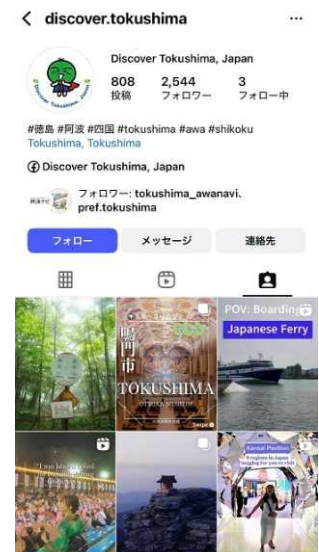 discover.tokushima
Discover Tokushima, Japan
808 2,544 3
投稿 フォロワー フォロー中
#徳島 #阿波 #四国 #tokushima #awa #shikoku
Tokushima, Tokushima
Discover Tokushima, Japan
フォロワー: tokushima_awanavi、
pref.tokushima
フォロー メッセージ 連絡先
鳴門市
TOKUSHIMA
OTSUKA MUSEUM
Swipe
POV: Boarding
Japanese Ferry
Kansai Pavilion